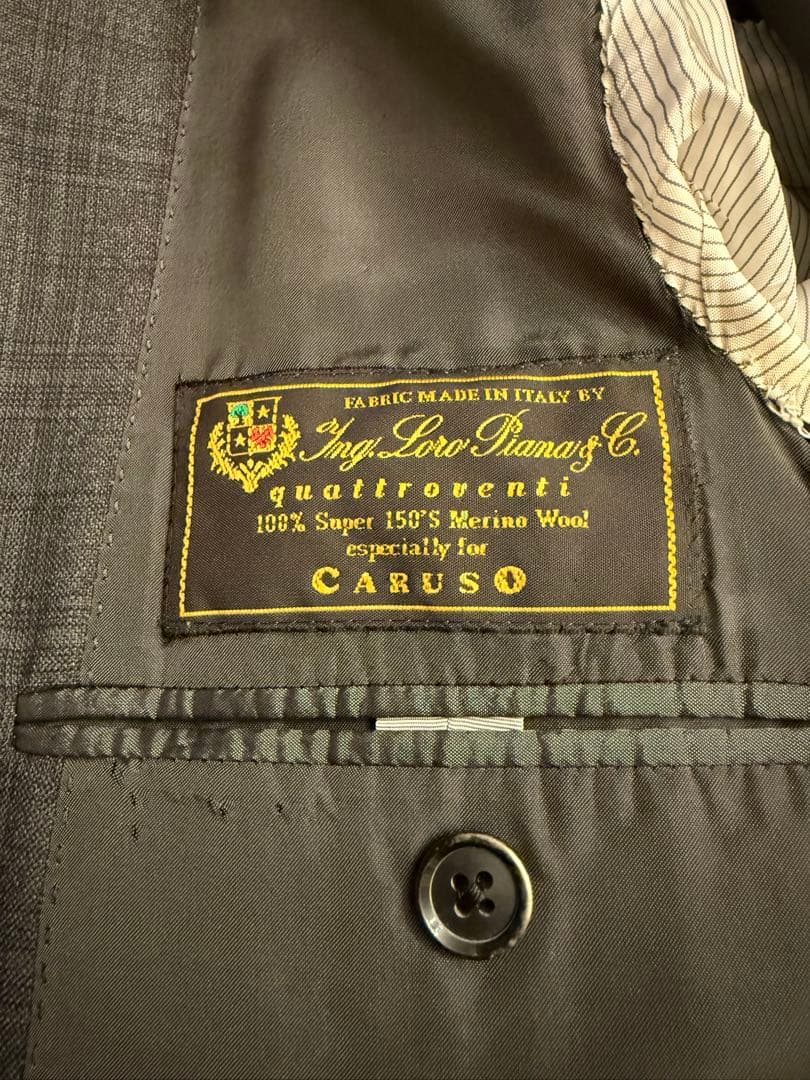 FABRIC MADE IN ITALY BY
Ing. Loro Piana & C.
quattroventi
100% Super 150'S Merino Wool
especially for
CARUSO